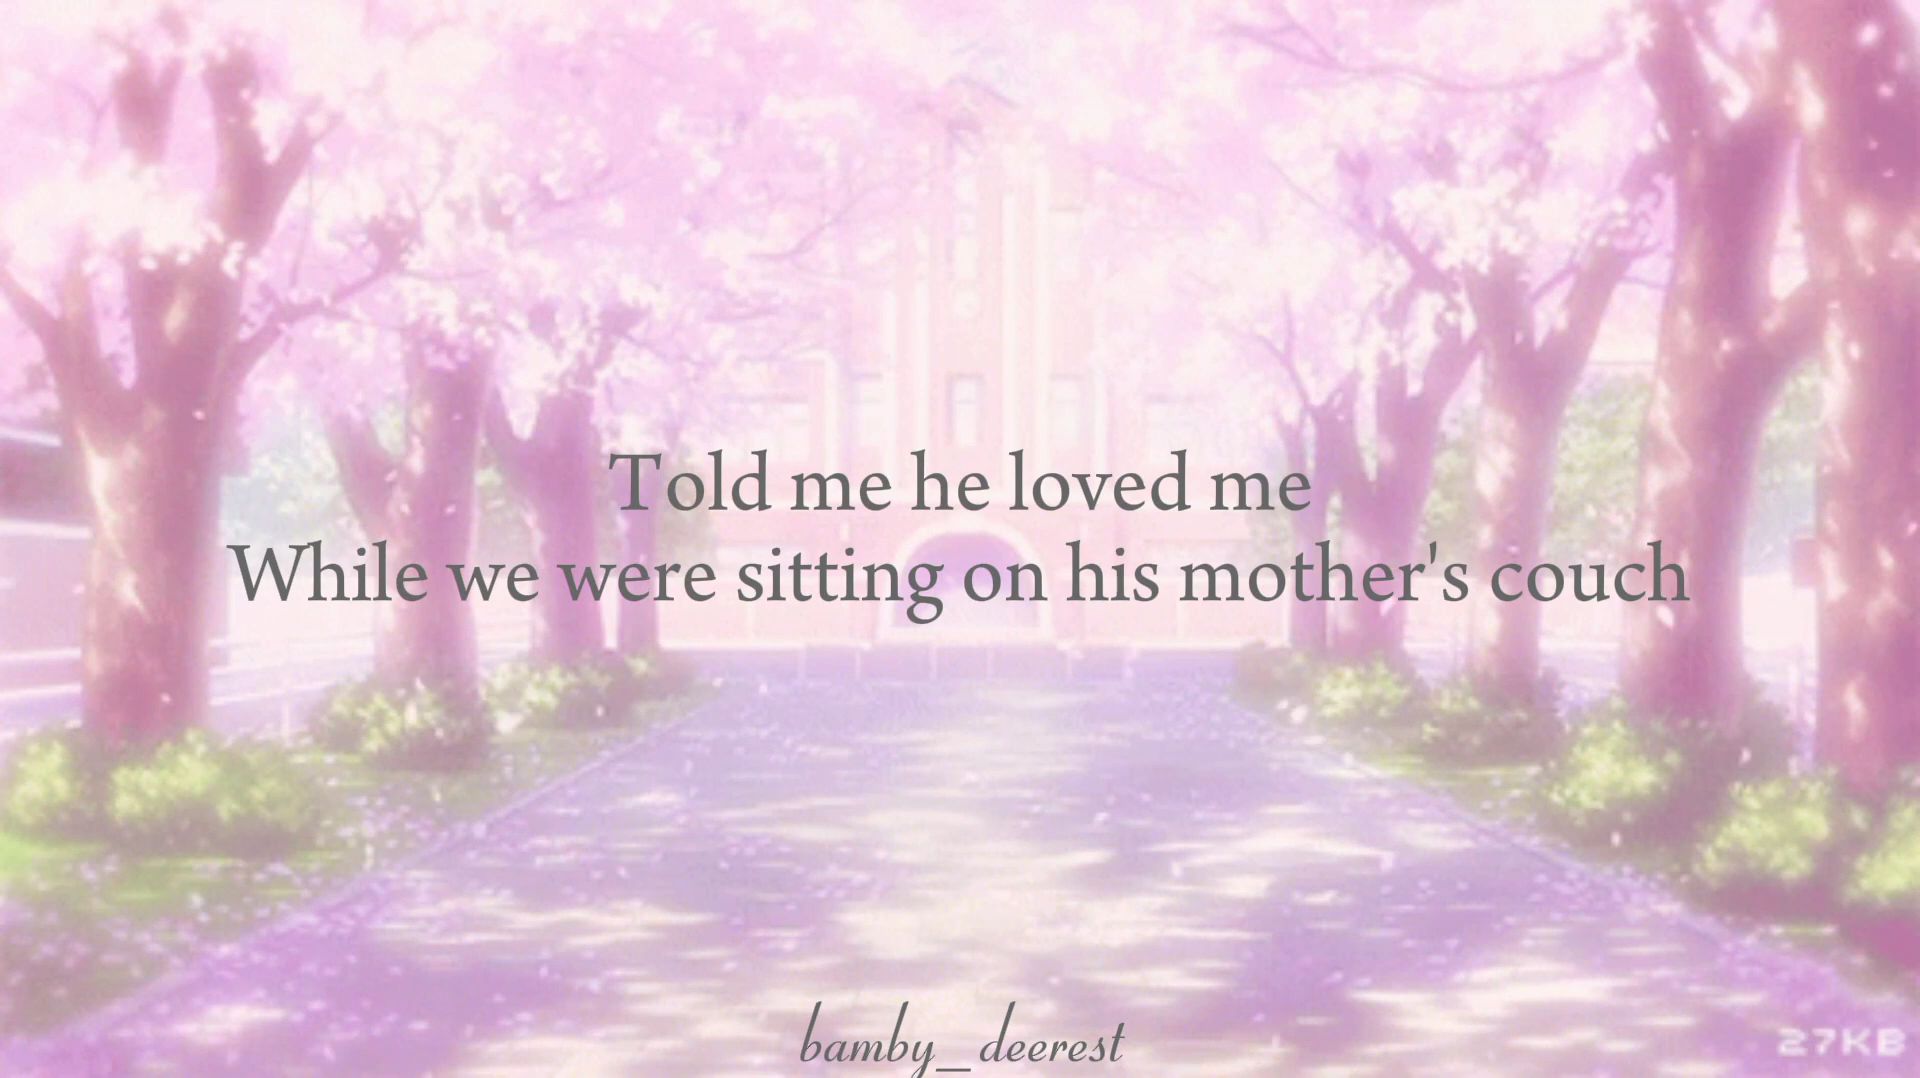 Told me he loved me
While we were sitting on his mother's couch
bamby_deerest
27KB